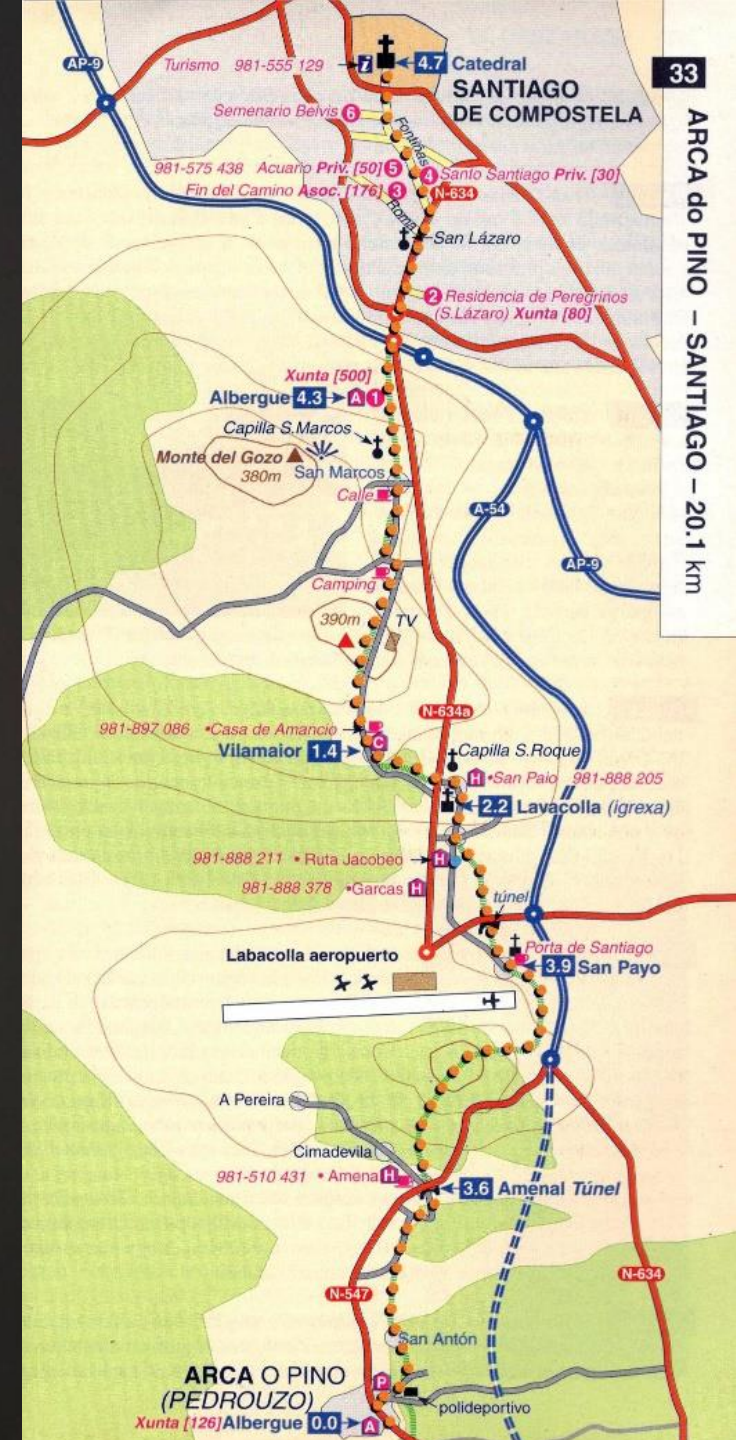 AP-9
Turismo 981-555 129
i
4.7 Catedral
SANTIAGO
DE COMPOSTELA
33
ARCA do PINO – SANTIAGO – 20.1 km
Semenario Belvis 6
Fontiñas
981-575 438 Acuario Priv. [50] 5
4 Santo Santiago Priv. [30]
Fin del Camino Asoc. [176] 3
N-634
Roma
San Lázaro
2 Residencia de Peregrinos
(S.Lázaro) Xunta [80]
Xunta [500]
Albergue 4.3 A 1
Capilla S.Marcos
Monte del Gozo
380m
San Marcos
Calle
A-54
AP-9
Camping
390m
TV
N-634a
981-897 086 •Casa de Amancio
C
Vilamaior 1.4
Capilla S.Roque
H •San Paio 981-888 205
2.2 Lavacolla (igrexa)
981-888 211 • Ruta Jacobeo H
981-888 378 •Garcas H
túnel
Porta de Santiago
Labacolla aeropuerto
3.9 San Payo
A Pereira
Cimadevila
981-510 431 • Amena H
3.6 Amenal Túnel
N-634
N-547
San Antón
ARCA O PINO
(PEDROUZO)
P
polideportivo
Xunta [126] Albergue 0.0 A